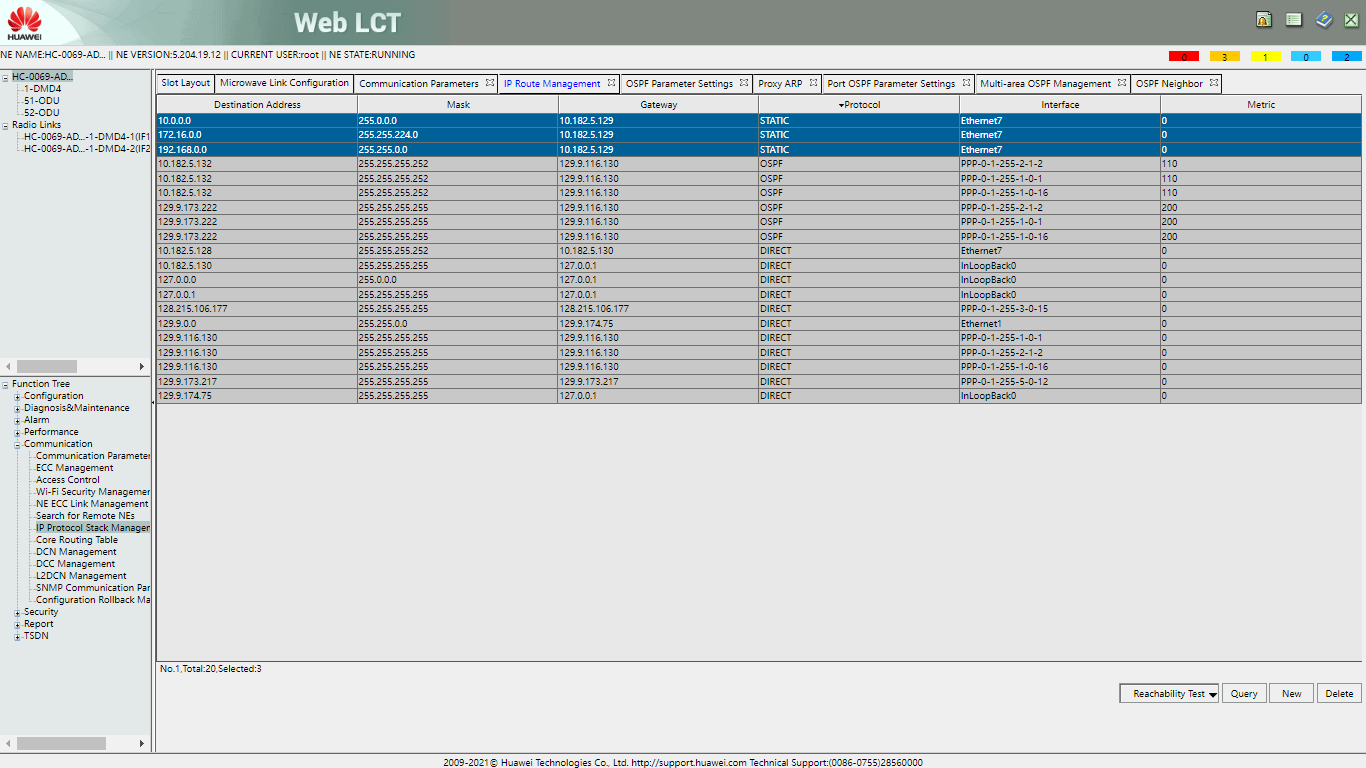 HUAWEI
Web LCT
NE NAME:HC-0069-AD... || NE VERSION:5.204.19.12 || CURRENT USER:root || NE STATE:RUNNING
0 3 1 0 2
HC-0069-AD...
1-DMD4
51-ODU
52-ODU
Radio Links
HC-0069-AD...-1-DMD4-1(IF1
HC-0069-AD...-1-DMD4-2(IF2
Function Tree
Configuration
Diagnosis&Maintenance
Alarm
Performance
Communication
Communication Parameter
ECC Management
Access Control
Wi-Fi Security Managemer
NE ECC Link Management
Search for Remote NEs
IP Protocol Stack Manager
Core Routing Table
DCN Management
DCC Management
L2DCN Management
SNMP Communication Par
Configuration Rollback Ma
Security
Report
TSDN
Slot Layout Microwave Link Configuration Communication Parameters IP Route Management OSPF Parameter Settings Proxy ARP Port OSPF Parameter Settings Multi-area OSPF Management OSPF Neighbor
Destination Address Mask Gateway Protocol Interface Metric
10.0.0.0 255.0.0.0 10.182.5.129 STATIC Ethernet7 0
172.16.0.0 255.255.224.0 10.182.5.129 STATIC Ethernet7 0
192.168.0.0 255.255.0.0 10.182.5.129 STATIC Ethernet7 0
10.182.5.132 255.255.255.252 129.9.116.130 OSPF PPP-0-1-255-2-1-2 110
10.182.5.132 255.255.255.252 129.9.116.130 OSPF PPP-0-1-255-1-0-1 110
10.182.5.132 255.255.255.252 129.9.116.130 OSPF PPP-0-1-255-1-0-16 110
129.9.173.222 255.255.255.255 129.9.116.130 OSPF PPP-0-1-255-2-1-2 200
129.9.173.222 255.255.255.255 129.9.116.130 OSPF PPP-0-1-255-1-0-1 200
129.9.173.222 255.255.255.255 129.9.116.130 OSPF PPP-0-1-255-1-0-16 200
10.182.5.128 255.255.255.252 10.182.5.130 DIRECT Ethernet7 0
10.182.5.130 255.255.255.255 127.0.0.1 DIRECT InLoopBack0 0
127.0.0.0 255.0.0.0 127.0.0.1 DIRECT InLoopBack0 0
127.0.0.1 255.255.255.255 127.0.0.1 DIRECT InLoopBack0 0
128.215.106.177 255.255.255.255 128.215.106.177 DIRECT PPP-0-1-255-3-0-15 0
129.9.0.0 255.255.0.0 129.9.174.75 DIRECT Ethernet1 0
129.9.116.130 255.255.255.255 129.9.116.130 DIRECT PPP-0-1-255-1-0-1 0
129.9.116.130 255.255.255.255 129.9.116.130 DIRECT PPP-0-1-255-2-1-2 0
129.9.116.130 255.255.255.255 129.9.116.130 DIRECT PPP-0-1-255-1-0-16 0
129.9.173.217 255.255.255.255 129.9.173.217 DIRECT PPP-0-1-255-5-0-12 0
129.9.174.75 255.255.255.255 127.0.0.1 DIRECT InLoopBack0 0
No.1,Total:20,Selected:3
Reachability Test Query New Delete
2009-2021© Huawei Technologies Co., Ltd. http://support.huawei.com Technical Support:(0086-0755)28560000